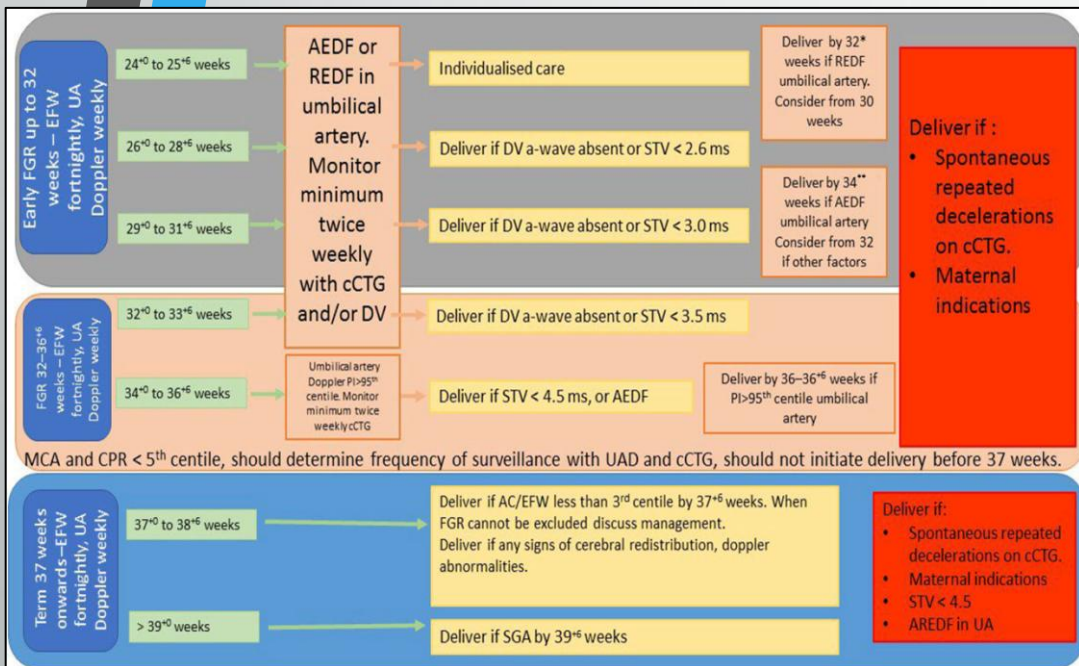 Early FGR up to 32
weeks – EFW
fortnightly, UA
Doppler weekly
24⁺⁰ to 25⁺⁶ weeks
26⁺⁰ to 28⁺⁶ weeks
29⁺⁰ to 31⁺⁶ weeks
AEDF or
REDF in
umbilical
artery.
Monitor
minimum
twice
weekly
with cCTG
and/or DV
Individualised care
Deliver if DV a-wave absent or STV < 2.6 ms
Deliver if DV a-wave absent or STV < 3.0 ms
Deliver by 32*
weeks if REDF
umbilical artery.
Consider from 30
weeks
Deliver by 34**
weeks if AEDF
umbilical artery
Consider from 32
if other factors
Deliver if :
• Spontaneous
repeated
decelerations
on cCTG.
• Maternal
indications
FGR 32–36⁺⁶
weeks – EFW
fortnightly, UA
Doppler weekly
32⁺⁰ to 33⁺⁶ weeks
Deliver if DV a-wave absent or STV < 3.5 ms
34⁺⁰ to 36⁺⁶ weeks
Umbilical artery
Doppler PI>95th
centile. Monitor
minimum twice
weekly cCTG
Deliver if STV < 4.5 ms, or AEDF
Deliver by 36–36⁺⁶ weeks if
PI>95th centile umbilical
artery
MCA and CPR < 5th centile, should determine frequency of surveillance with UAD and cCTG, should not initiate delivery before 37 weeks.
Term 37 weeks
onwards –EFW
fortnightly, UA
Doppler weekly
37⁺⁰ to 38⁺⁶ weeks
Deliver if AC/EFW less than 3rd centile by 37⁺⁶ weeks. When
FGR cannot be excluded discuss management.
Deliver if any signs of cerebral redistribution, doppler
abnormalities.
> 39⁺⁰ weeks
Deliver if SGA by 39⁺⁶ weeks
Deliver if:
• Spontaneous repeated
decelerations on cCTG.
• Maternal indications
• STV < 4.5
• AREDF in UA